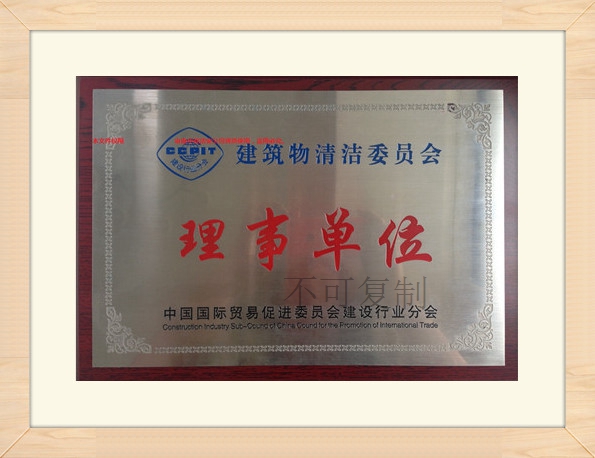 CCPIT
建设行业分会
建筑物清洁委员会
理事单位
不可复制
中国国际贸易促进委员会建设行业分会
Construction Industry Sub-Council of China Council for the Promotion of International Trade